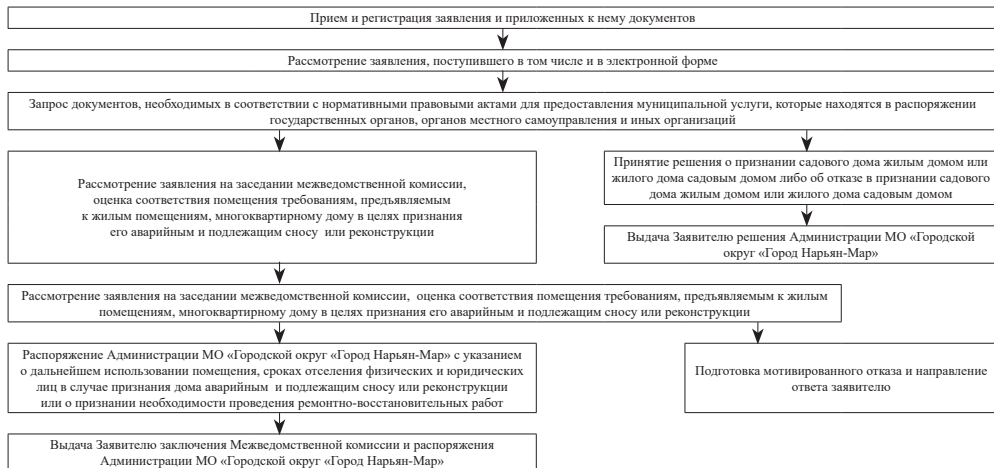 Прием и регистрация заявления и приложенных к нему документов
Рассмотрение заявления, поступившего в том числе и в электронной форме
Запрос документов, необходимых в соответствии с нормативными правовыми актами для предоставления муниципальной услуги, которые находятся в распоряжении
государственных органов, органов местного самоуправления и иных организаций
Рассмотрение заявления на заседании межведомственной комиссии,
оценка соответствия помещения требованиям, предъявляемым
к жилым помещениям, многоквартирному дому в целях признания
его аварийным и подлежащим сносу или реконструкции
Принятие решения о признании садового дома жилым домом или
жилого дома садовым домом либо об отказе в признании садового
дома жилым домом или жилого дома садовым домом
Выдача Заявителю решения Администрации МО «Городской
округ «Город Нарьян-Мар»
Рассмотрение заявления на заседании межведомственной комиссии, оценка соответствия помещения требованиям, предъявляемым к жилым
помещениям, многоквартирному дому в целях признания его аварийным и подлежащим сносу или реконструкции
Распоряжение Администрации МО «Городской округ «Город Нарьян-Мар» с указанием
о дальнейшем использовании помещения, сроках отселения физических и юридических
лиц в случае признания дома аварийным и подлежащим сносу или реконструкции
или о признании необходимости проведения ремонтно-восстановительных работ
Подготовка мотивированного отказа и направление
ответа заявителю
Выдача Заявителю заключения Межведомственной комиссии и распоряжения
Администрации МО «Городской округ «Город Нарьян-Мар»